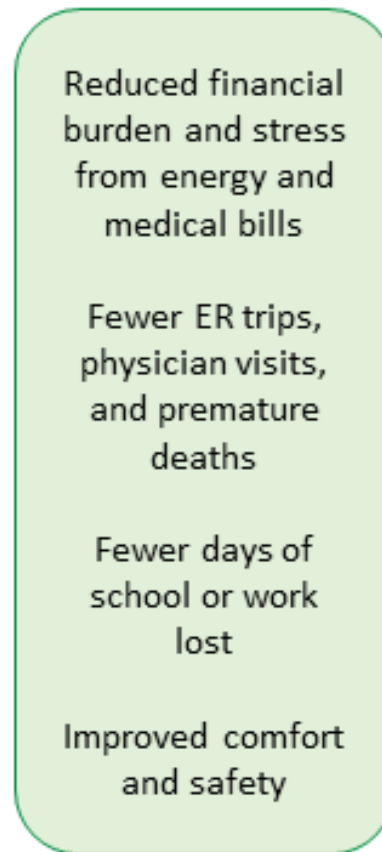 Reduced financial
burden and stress
from energy and
medical bills
Fewer ER trips,
physician visits,
and premature
deaths
Fewer days of
school or work
lost
Improved comfort
and safety